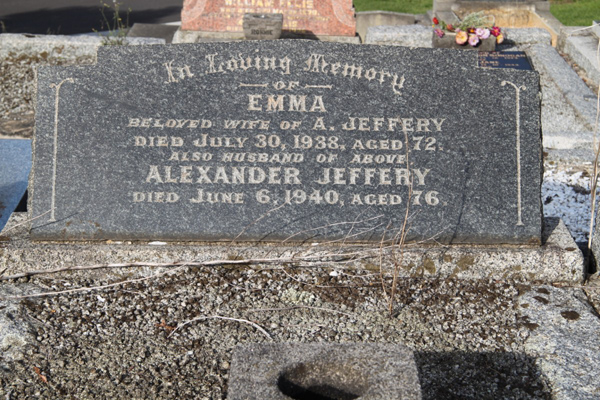 In Loving Memory
OF
EMMA
BELOVED WIFE OF A. JEFFERY
DIED JULY 30, 1938, AGED 72.
ALSO HUSBAND OF ABOVE
ALEXANDER JEFFERY
DIED JUNE 6, 1940, AGED 76